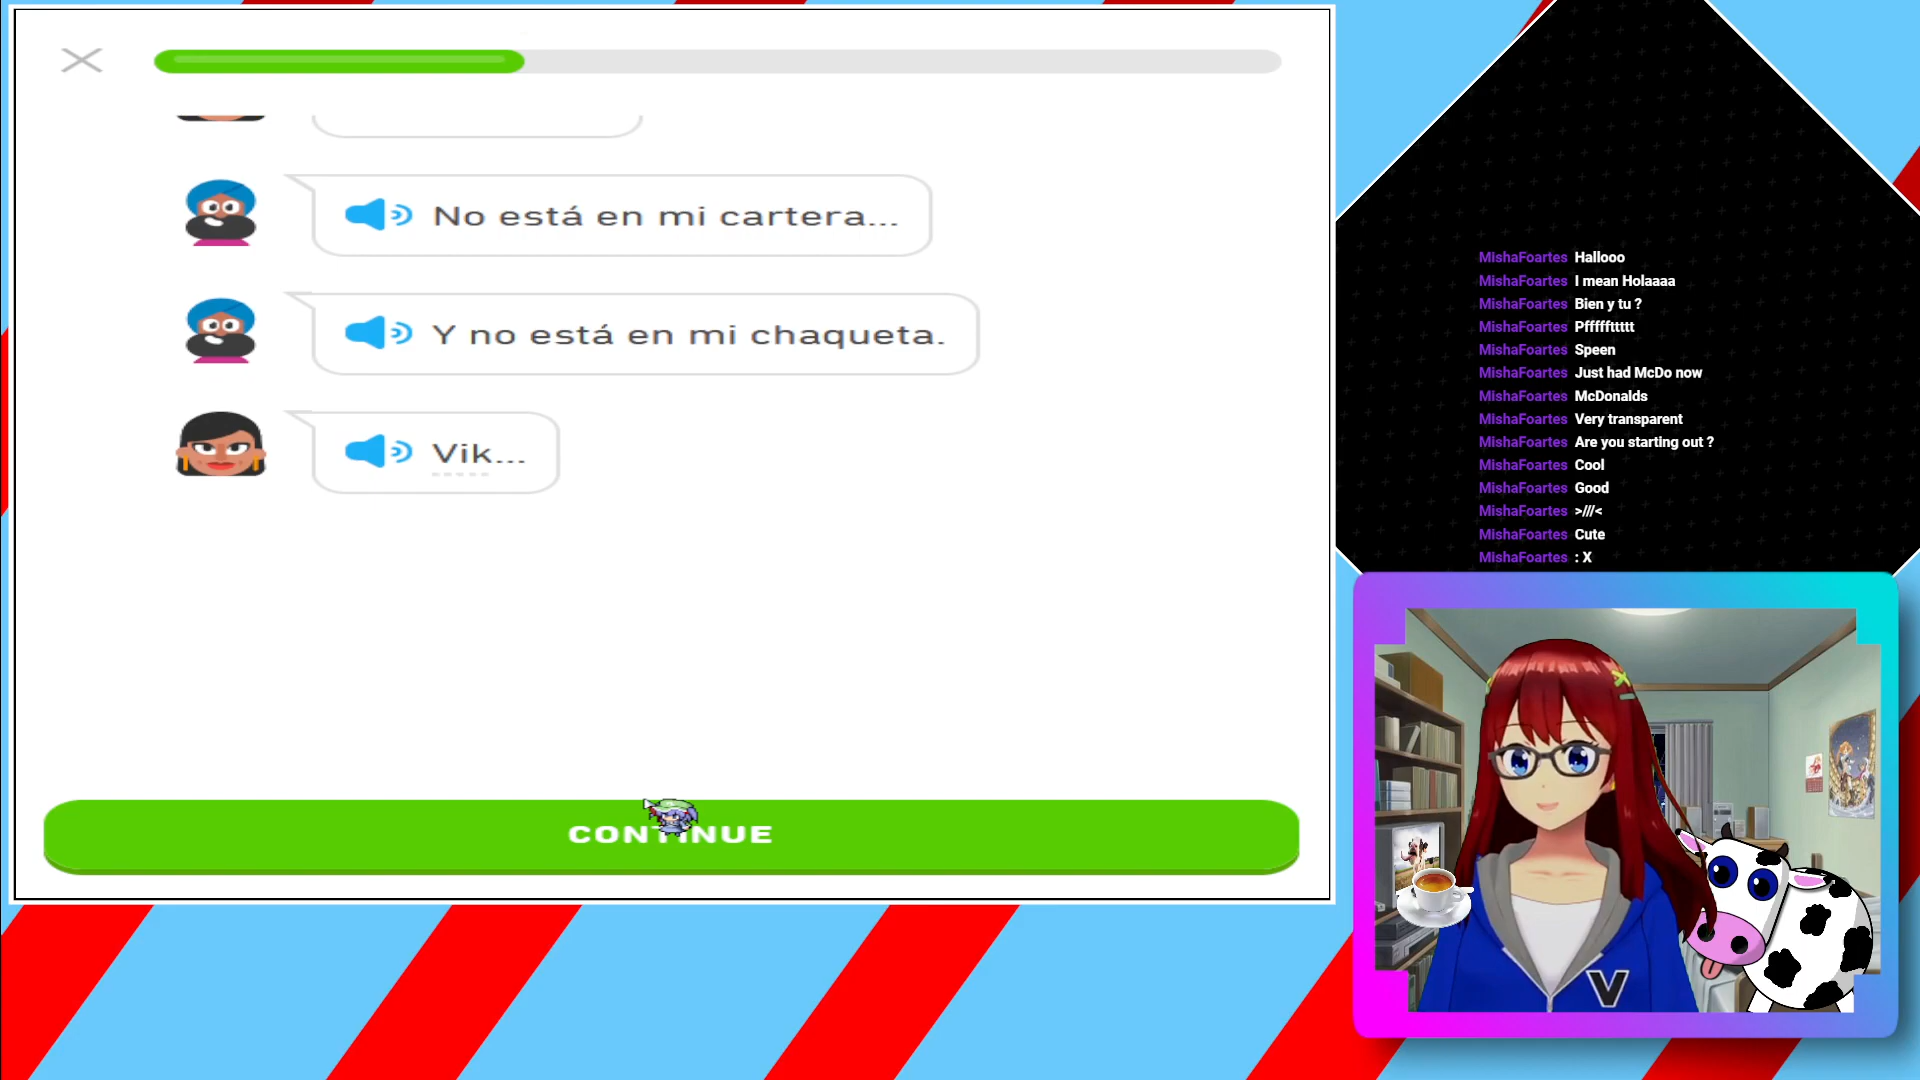 No está en mi cartera...
Y no está en mi chaqueta.
Vik...
CONTINUE
MishaFoartes Hallooo
MishaFoartes I mean Holaaaa
MishaFoartes Bien y tu ?
MishaFoartes Pffffftttt
MishaFoartes Speen
MishaFoartes Just had McDo now
MishaFoartes McDonalds
MishaFoartes Very transparent
MishaFoartes Are you starting out ?
MishaFoartes Cool
MishaFoartes Good
MishaFoartes >///<
MishaFoartes Cute
MishaFoartes : X
V